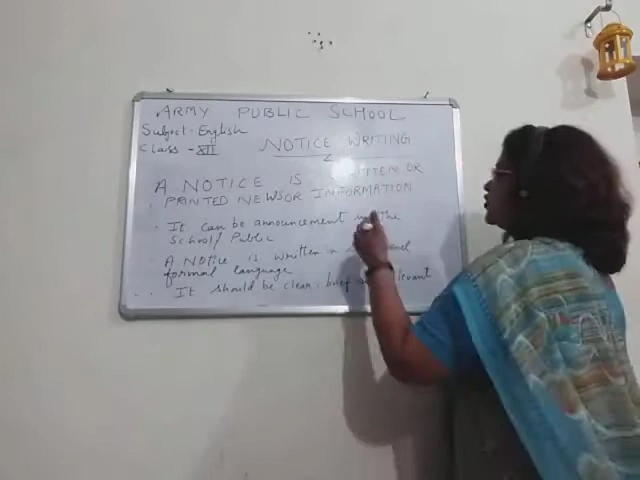 ARMY PUBLIC SCHOOL
Subject - English
Class - XII
NOTICE WRITING
A NOTICE IS WRITTEN OR
PRINTED NEWS OR INFORMATION
It can be announcement in the
School/ Public
A Notice is written in
formal language
It should be clear, brief relevant